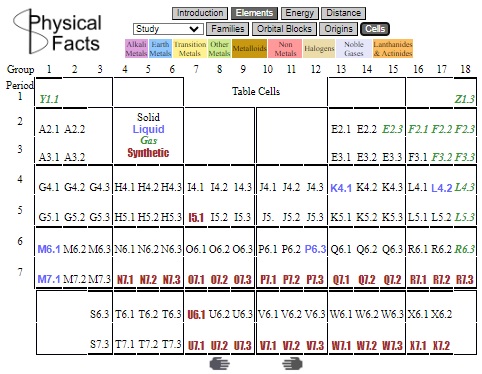 Physical
Facts
Introduction Elements Energy Distance
Study Families Orbital Blocks Origins Cells
Alkali Metals Earth Metals Transition Metals Other Metals Metalloids Non Metals Halogens Noble Gases Lanthanides & Actinides
Group 1 2 3 4 5 6 7 8 9 10 11 12 13 14 15 16 17 18
Period
1 Y1.1 Table Cells Z1.3
Solid
Liquid
Gas
Synthetic
2 A2.1 A2.2 E2.1 E2.2 E2.3 F2.1 F2.2 F2.3
3 A3.1 A3.2 E3.1 E3.2 E3.3 F3.1 F3.2 F3.3
4 G4.1 G4.2 G4.3 H4.1 H4.2 H4.3 I4.1 I4.2 I4.3 J4.1 J4.2 J4.3 K4.1 K4.2 K4.3 L4.1 L4.2 L4.3
5 G5.1 G5.2 G5.3 H5.1 H5.2 H5.3 I5.1 I5.2 I5.3 J5. J5.2 J5.3 K5.1 K5.2 K5.3 L5.1 L5.2 L5.3
6 M6.1 M6.2 M6.3 N6.1 N6.2 N6.3 O6.1 O6.2 O6.3 P6.1 P6.2 P6.3 Q6.1 Q6.2 Q6.3 R6.1 R6.2 R6.3
7 M7.1 M7.2 M7.3 N7.1 N7.2 N7.3 O7.1 O7.2 O7.3 P7.1 P7.2 P7.3 Q7.1 Q7.2 Q7.3 R7.1 R7.2 R7.3
S6.3 T6.1 T6.2 T6.3 U6.1 U6.2 U6.3 V6.1 V6.2 V6.3 W6.1 W6.2 W6.3 X6.1 X6.2
S7.3 T7.1 T7.2 T7.3 U7.1 U7.2 U7.3 V7.1 V7.2 V7.3 W7.1 W7.2 W7.3 X7.1 X7.2